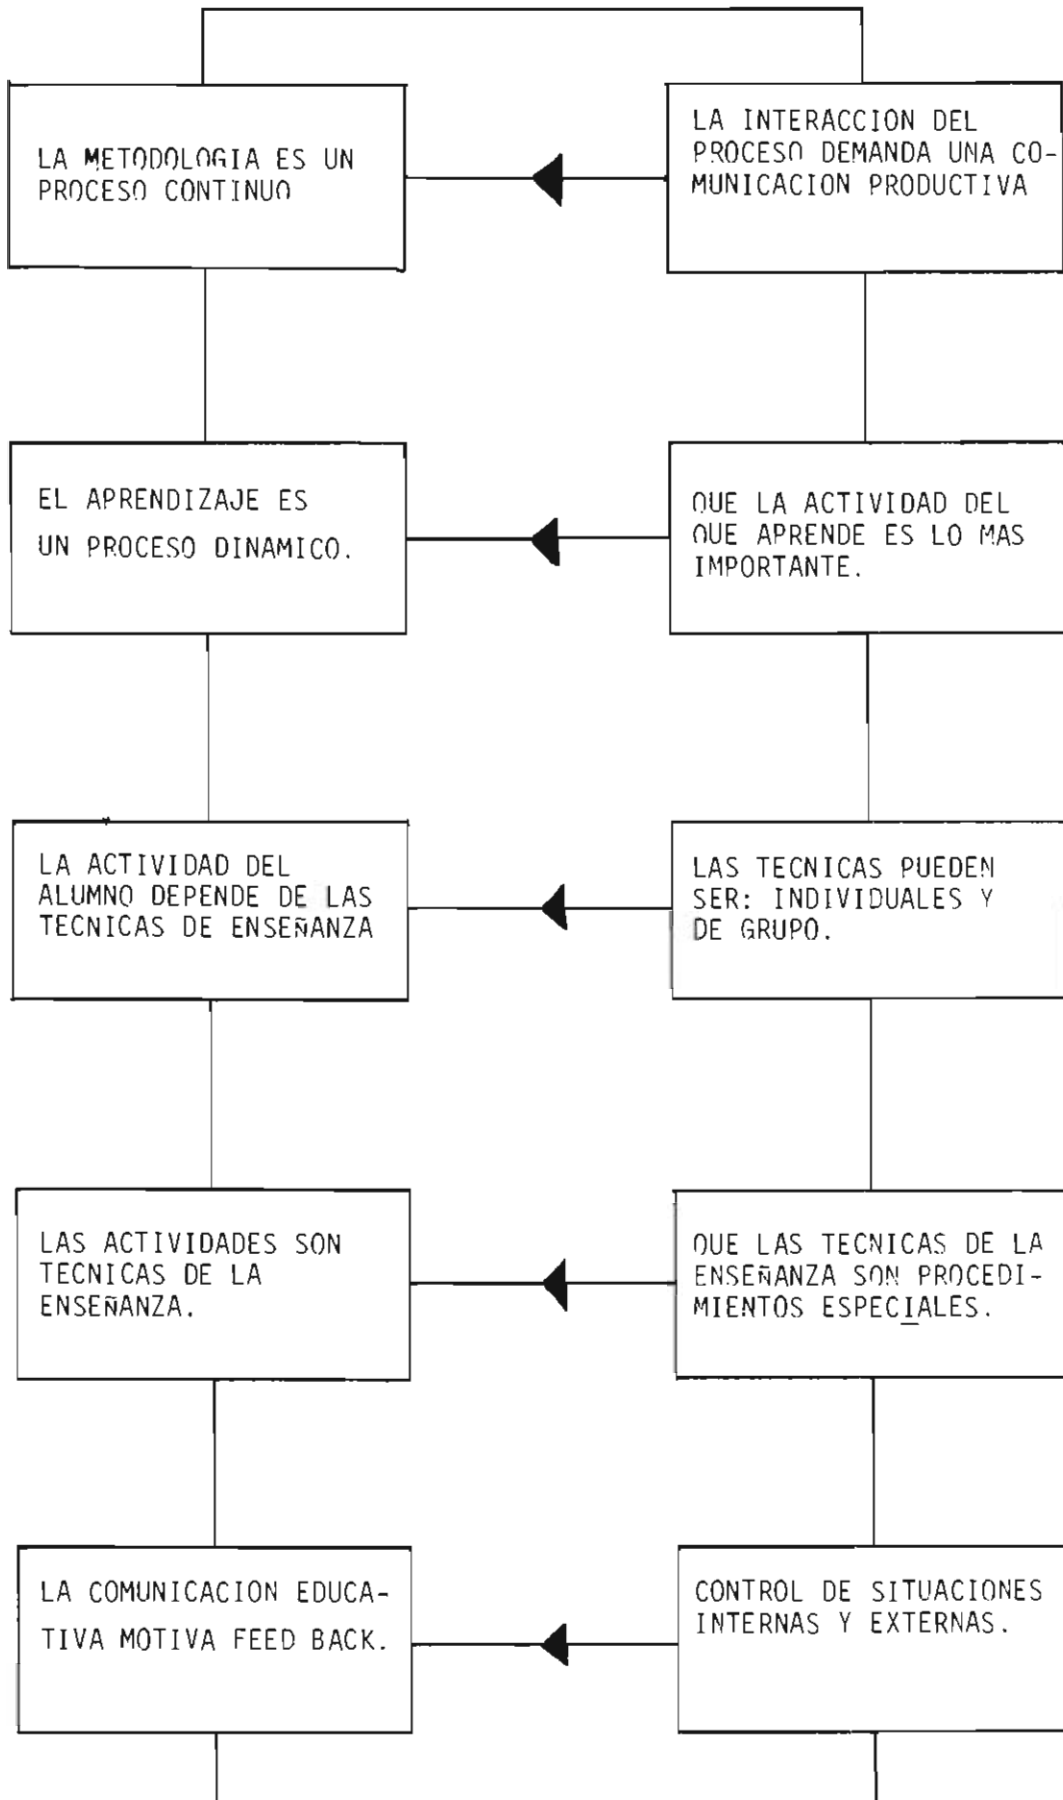 LA METODOLOGIA ES UN
PROCESO CONTINUO
LA INTERACCION DEL
PROCESO DEMANDA UNA CO-
MUNICACION PRODUCTIVA
EL APRENDIZAJE ES
UN PROCESO DINAMICO.
QUE LA ACTIVIDAD DEL
QUE APRENDE ES LO MAS
IMPORTANTE.
LA ACTIVIDAD DEL
ALUMNO DEPENDE DE LAS
TECNICAS DE ENSEÑANZA
LAS TECNICAS PUEDEN
SER: INDIVIDUALES Y
DE GRUPO.
LAS ACTIVIDADES SON
TECNICAS DE LA
ENSEÑANZA.
QUE LAS TECNICAS DE LA
ENSEÑANZA SON PROCEDI-
MIENTOS ESPECIALES.
LA COMUNICACION EDUCA-
TIVA MOTIVA FEED BACK.
CONTROL DE SITUACIONES
INTERNAS Y EXTERNAS.